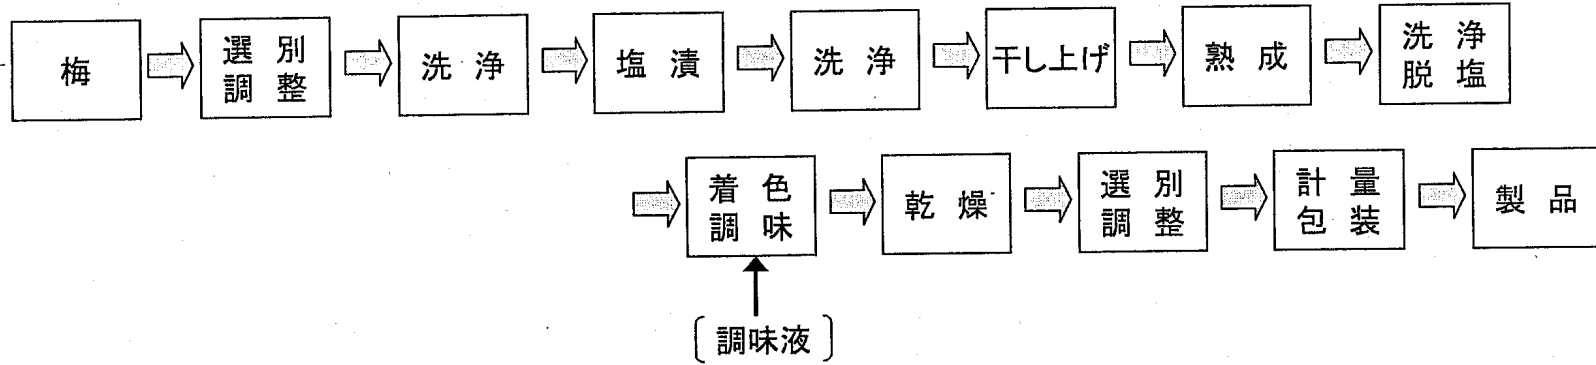 梅
選別
調整
洗浄
塩漬
洗浄
干し上げ
熟成
洗浄
脱塩
着色
調味
乾燥
選別
調整
計量
包装
製品
〔調味液〕